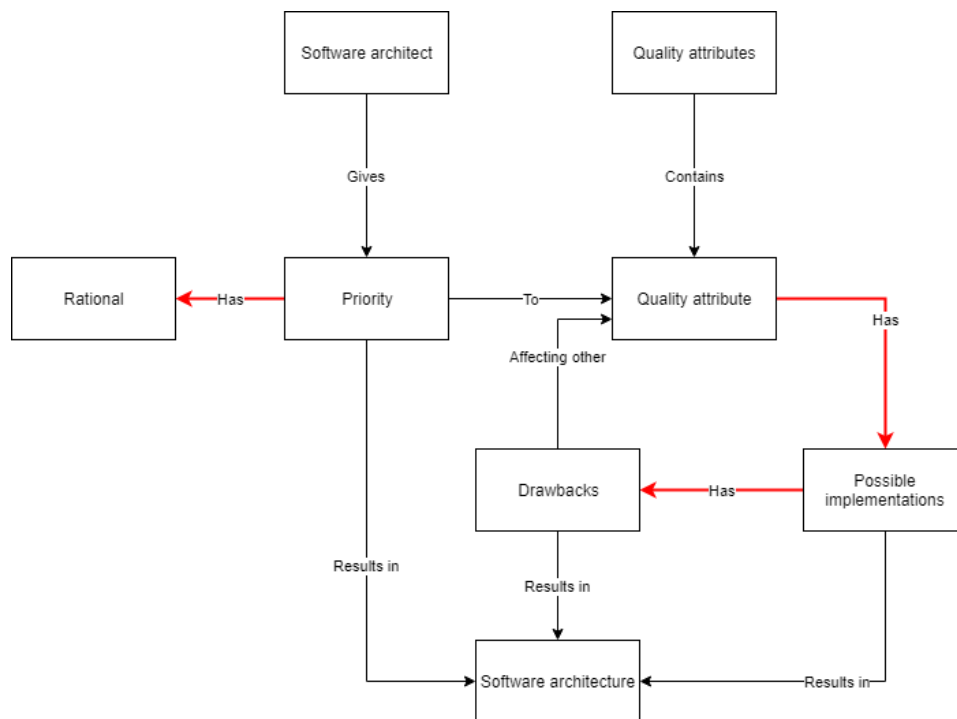 Software architect
Quality attributes
Gives
Contains
Rational
Has
Priority
To
Quality attribute
Has
Affecting other
Drawbacks
Has
Possible
implementations
Results in
Results in
Software architecture
Results in